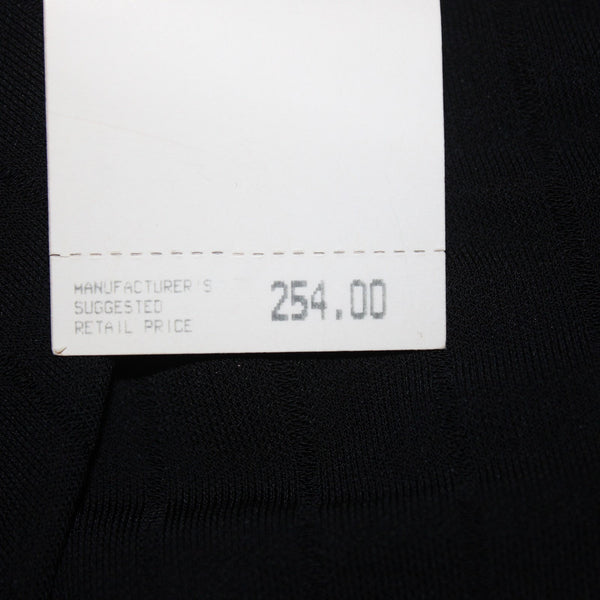 MANUFACTURER'S
SUGGESTED
RETAIL PRICE
254.00